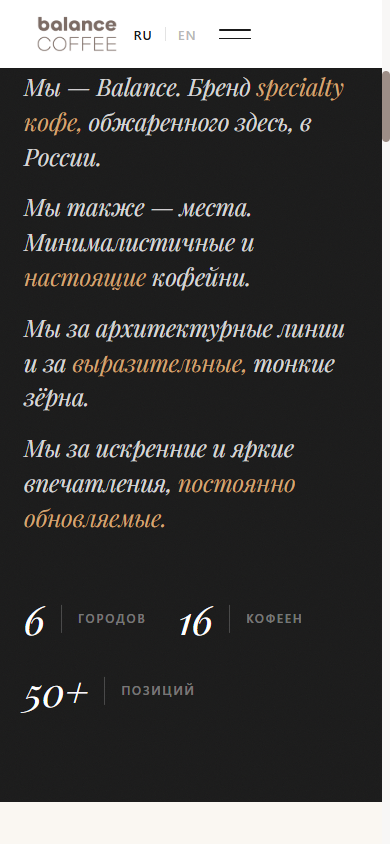 balance
COFFEE
RU
EN
Мы — Balance. Бренд specialty
кофе, обжаренного здесь, в
России.
Мы также — места.
Минималистичные и
настоящие кофейни.
Мы за архитектурные линии
и за выразительные, тонкие
зёрна.
Мы за искренние и яркие
впечатления, постоянно
обновляемые.
6 ГОРОДОВ 16 КОФЕЕН
50+ ПОЗИЦИЙ